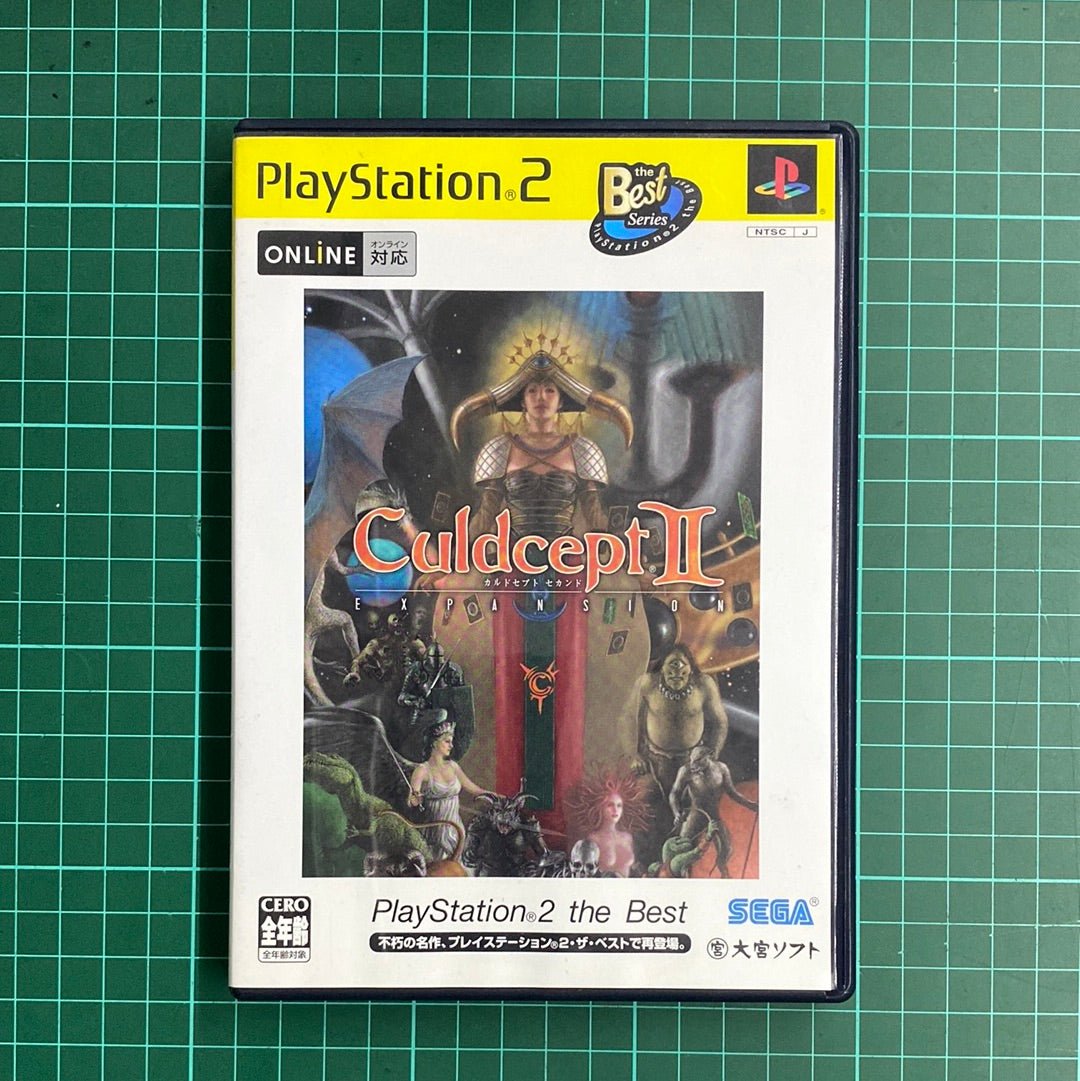 PlayStation®2
the Best Series
PlayStation®2 the Best
NTSC J
ONLINE オンライン対応
Culdcept® II
カルドセプト セカンド
EXPANSION
C
CERO
全年齢
全年齢対象
PlayStation®2 the Best
不朽の名作、プレイステーション®2・ザ・ベストで再登場。
SEGA®
宮 大宮ソフト